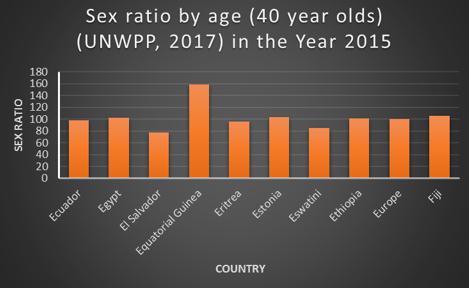 Sex ratio by age (40 year olds)
(UNWPP, 2017) in the Year 2015
SEX RATIO
180
160
140
120
100
80
60
40
20
0
Ecuador
Egypt
El Salvador
Equatorial Guinea
Eritrea
Estonia
Eswatini
Ethiopia
Europe
Fiji
COUNTRY